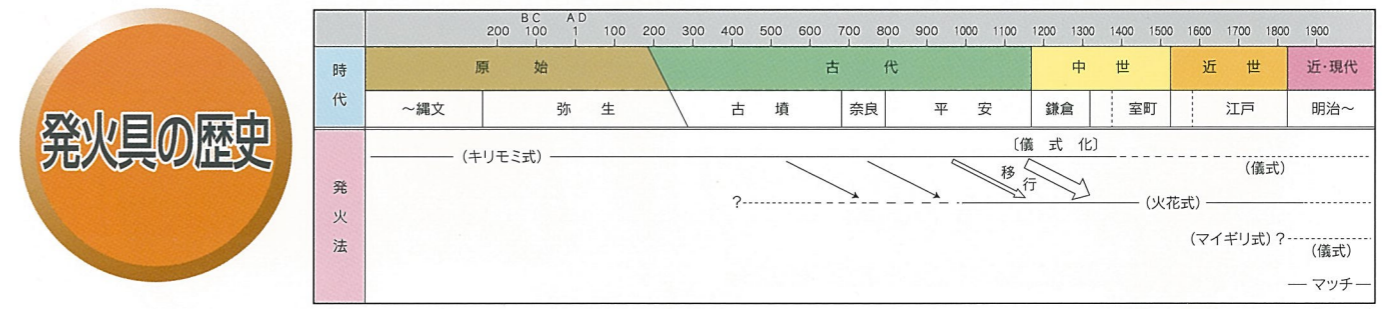 発火具の歴史
BC AD
200 100 1 100 200 300 400 500 600 700 800 900 1000 1100 1200 1300 1400 1500 1600 1700 1800 1900
時代
原始 古代 中世 近世 近・現代
〜縄文 弥生 古墳 奈良 平安 鎌倉 室町 江戸 明治〜
発火法
〔儀式化〕
(キリモミ式)
(儀式)
移行
?
(火花式)
(マイギリ式)?
(儀式)
マッチ